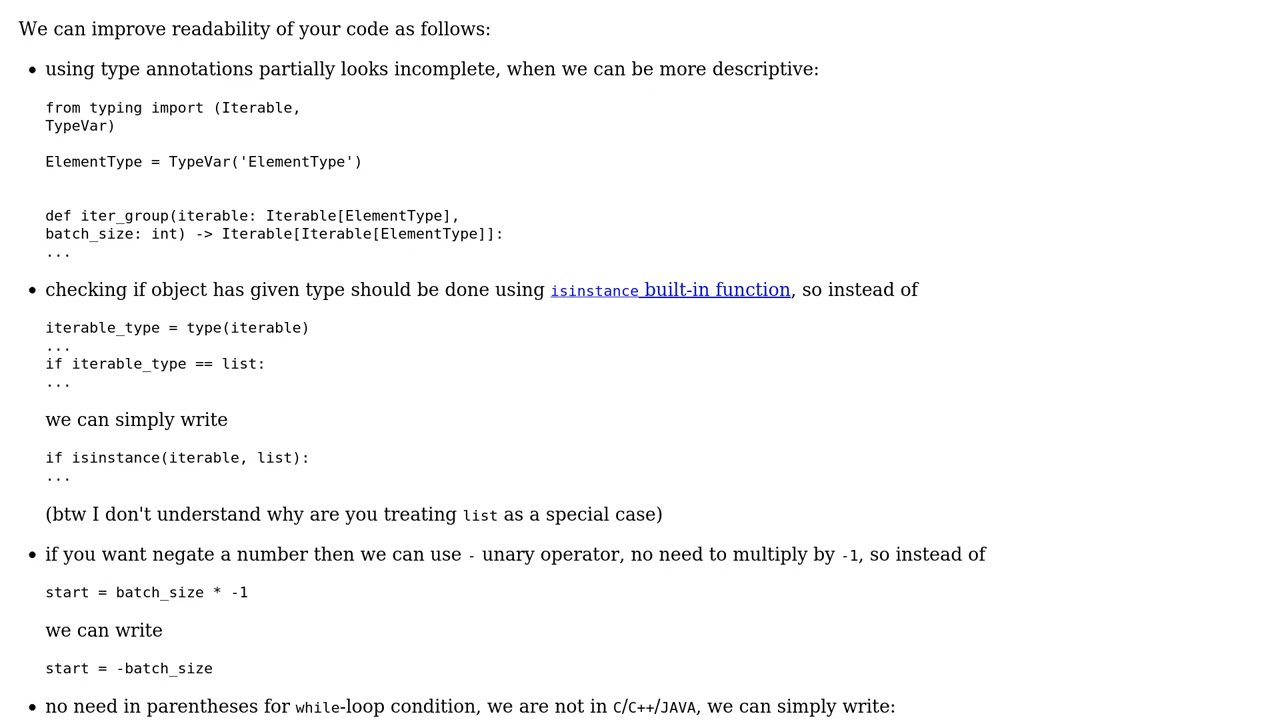 We can improve readability of your code as follows:
• using type annotations partially looks incomplete, when we can be more descriptive:
from typing import (Iterable,
TypeVar)
ElementType = TypeVar('ElementType')
def iter_group(iterable: Iterable[ElementType],
batch_size: int) -> Iterable[Iterable[ElementType]]:
...
• checking if object has given type should be done using isinstance built-in function, so instead of
iterable_type = type(iterable)
...
if iterable_type == list:
...
we can simply write
if isinstance(iterable, list):
...
(btw I don't understand why are you treating list as a special case)
• if you want negate a number then we can use - unary operator, no need to multiply by -1, so instead of
start = batch_size * -1
we can write
start = -batch_size
• no need in parentheses for while-loop condition, we are not in C/C++/JAVA, we can simply write: